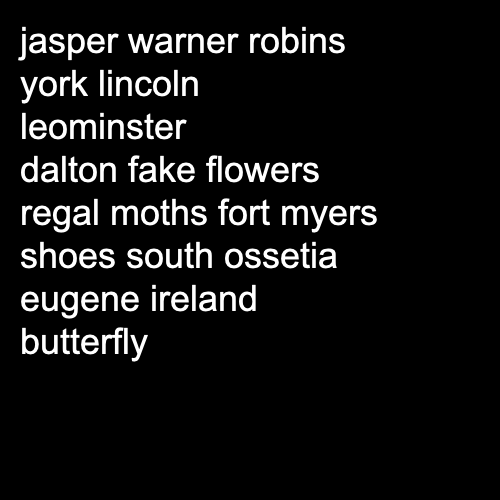 jasper warner robins
york lincoln
leominster
dalton fake flowers
regal moths fort myers
shoes south ossetia
eugene ireland
butterfly